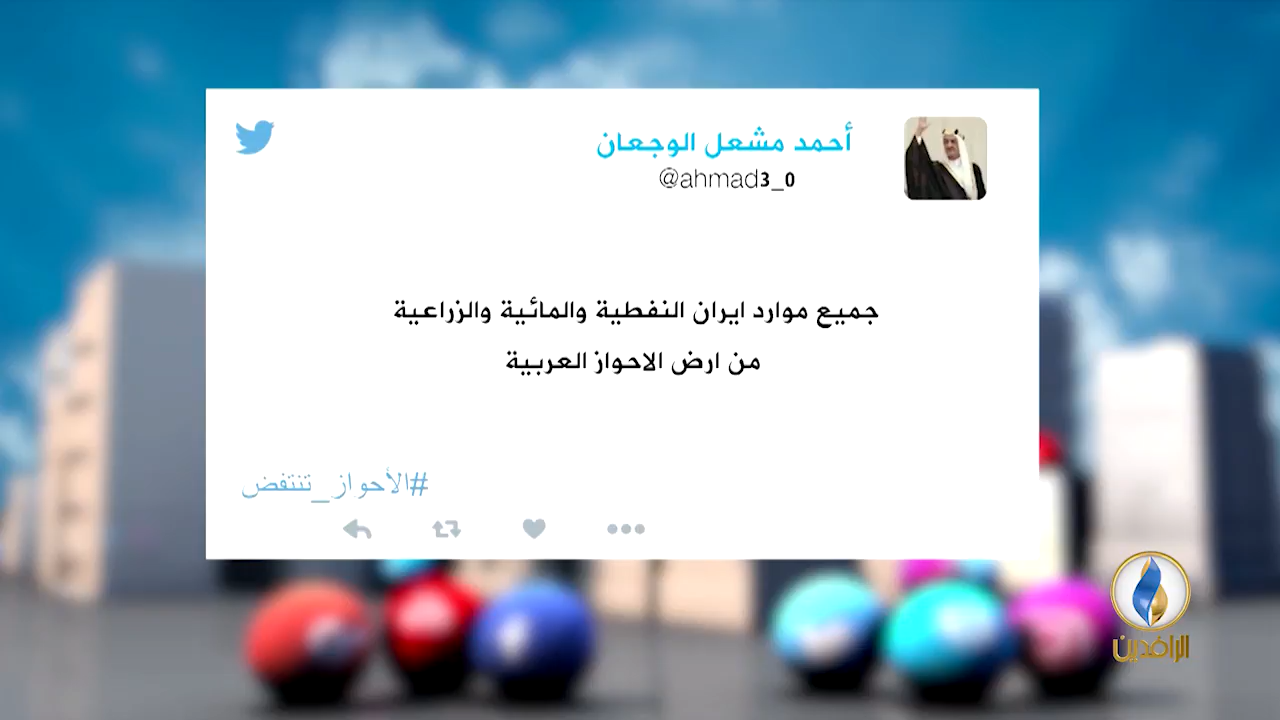 أحمد مشعل الوجعان
@ahmad3_0
جميع موارد ايران النفطية والمائية والزراعية
من ارض الاحواز العربية
#الأحواز_تنتفض
الرافدين